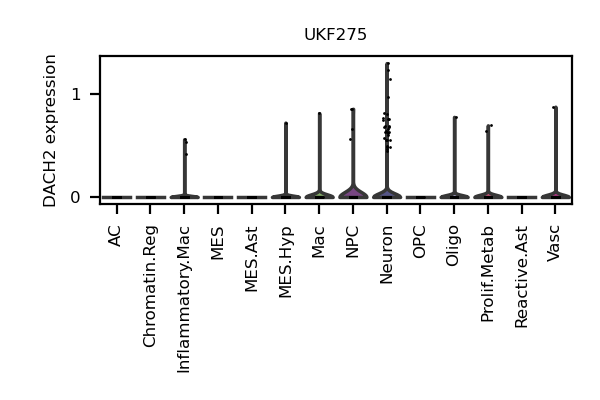 UKF275
DACH2 expression
1
0
AC
Chromatin.Reg
Inflammatory.Mac
MES
MES.Ast
MES.Hyp
Mac
NPC
Neuron
OPC
Oligo
Prolif.Metab
Reactive.Ast
Vasc